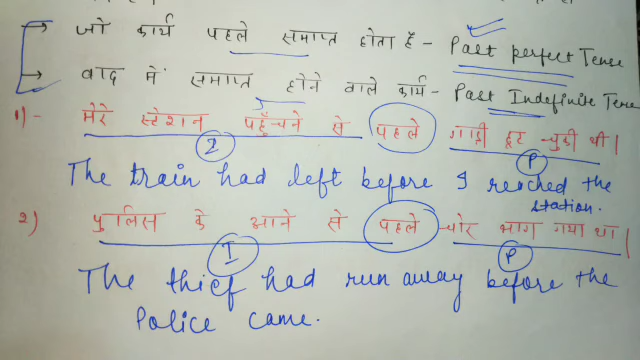 → जो कार्य पहले समाप्त होता है - Past perfect Tense
→ बाद में समाप्त होने वाले कार्य - Past Indefinite Tense
1) - मेरे स्टेशन पहुँचने से पहले गाड़ी छूट चुकी थी |
I P
The train had left before I reached the
station.
2) पुलिस के आने से पहले चोर भाग गया था |
I P
The thief had run away before the
Police came.